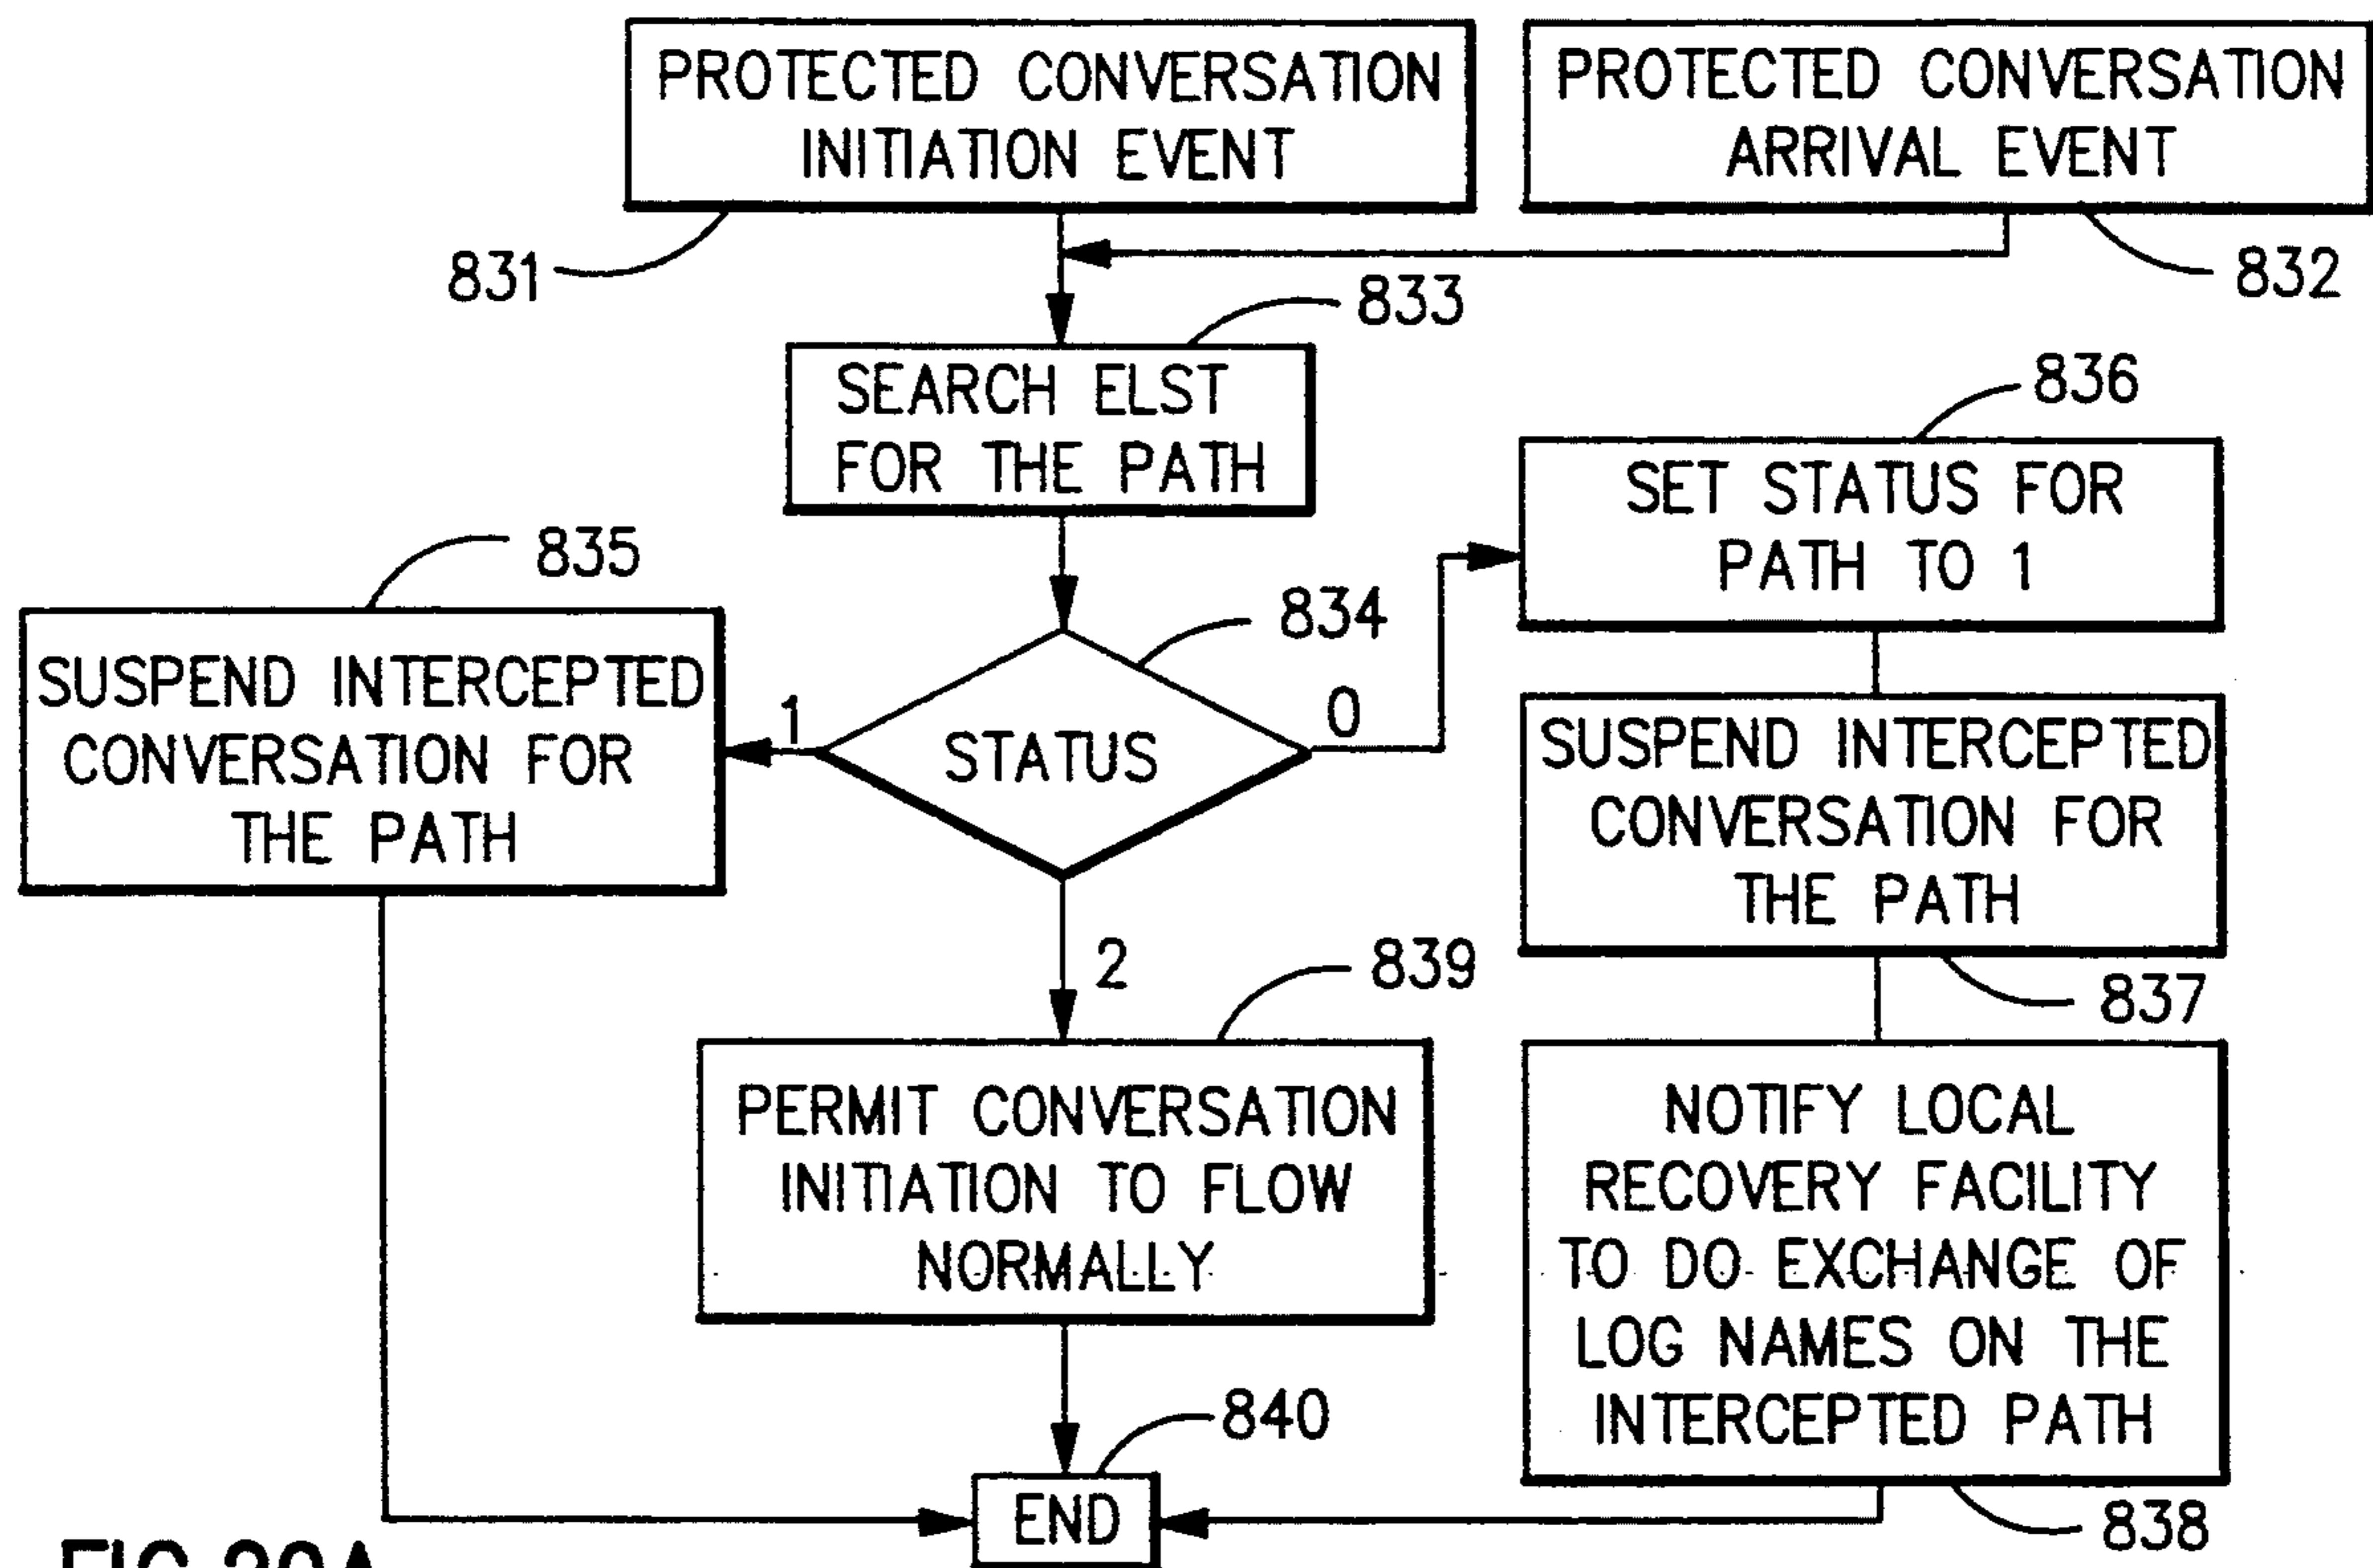 PROTECTED CONVERSATION
INITIATION EVENT
PROTECTED CONVERSATION
ARRIVAL EVENT
831
832
833
SEARCH ELST
FOR THE PATH
836
SET STATUS FOR
PATH TO 1
835
834
SUSPEND INTERCEPTED
CONVERSATION FOR
THE PATH
1
STATUS
0
SUSPEND INTERCEPTED
CONVERSATION FOR
THE PATH
2
839
837
PERMIT CONVERSATION
INITIATION TO FLOW
NORMALLY
NOTIFY LOCAL
RECOVERY FACILITY
TO DO EXCHANGE OF
LOG NAMES ON THE
INTERCEPTED PATH
840
END
838